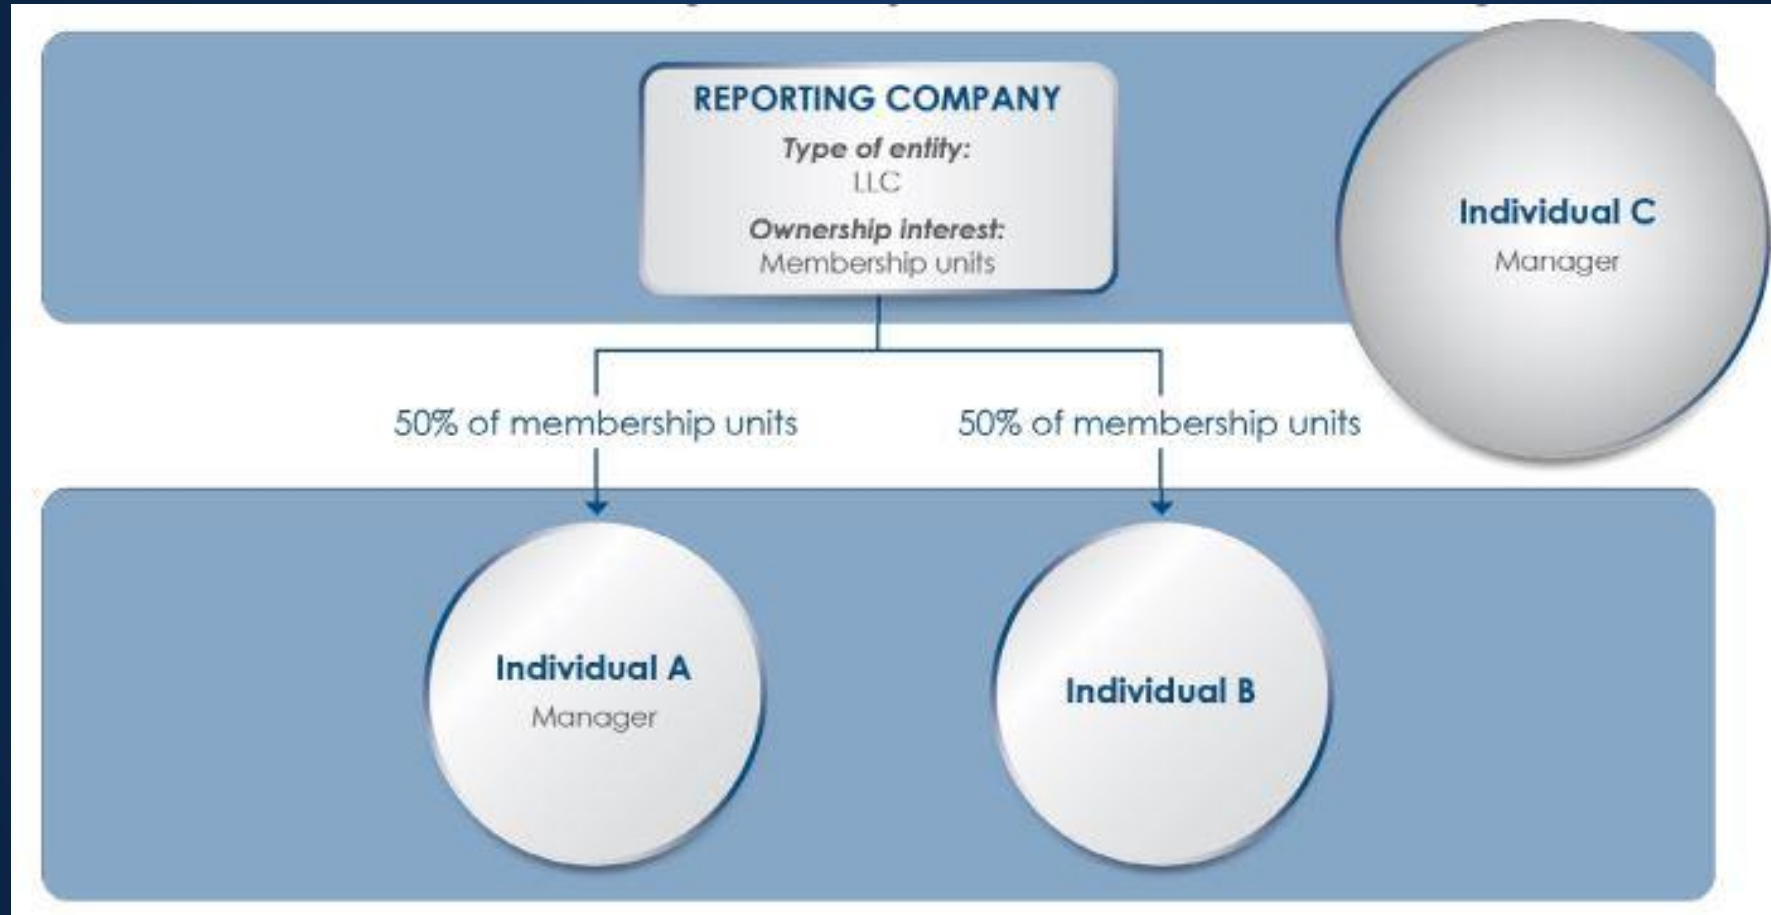 REPORTING COMPANY
Type of entity:
LLC
Ownership interest:
Membership units
Individual C
Manager
50% of membership units
50% of membership units
Individual A
Manager
Individual B